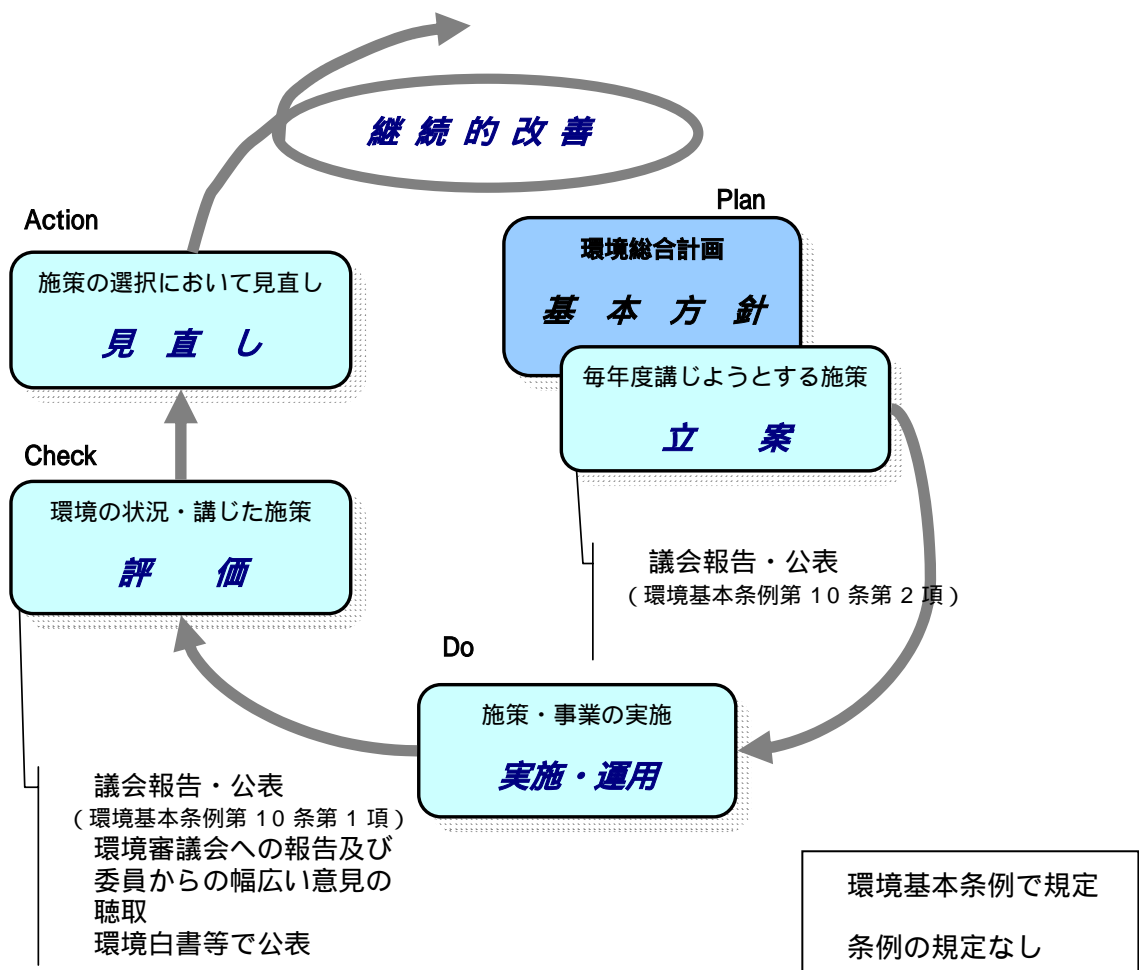 継続的改善
Plan
環境総合計画
基本方針
毎年度講じようとする施策
立案
議会報告・公表
(環境基本条例第10条第2項)
Do
施策・事業の実施
実施・運用
Check
環境の状況・講じた施策
評価
議会報告・公表
(環境基本条例第10条第1項)
環境審議会への報告及び
委員からの幅広い意見の
聴取
環境白書等で公表
Action
施策の選択において見直し
見直し
環境基本条例で規定
条例の規定なし